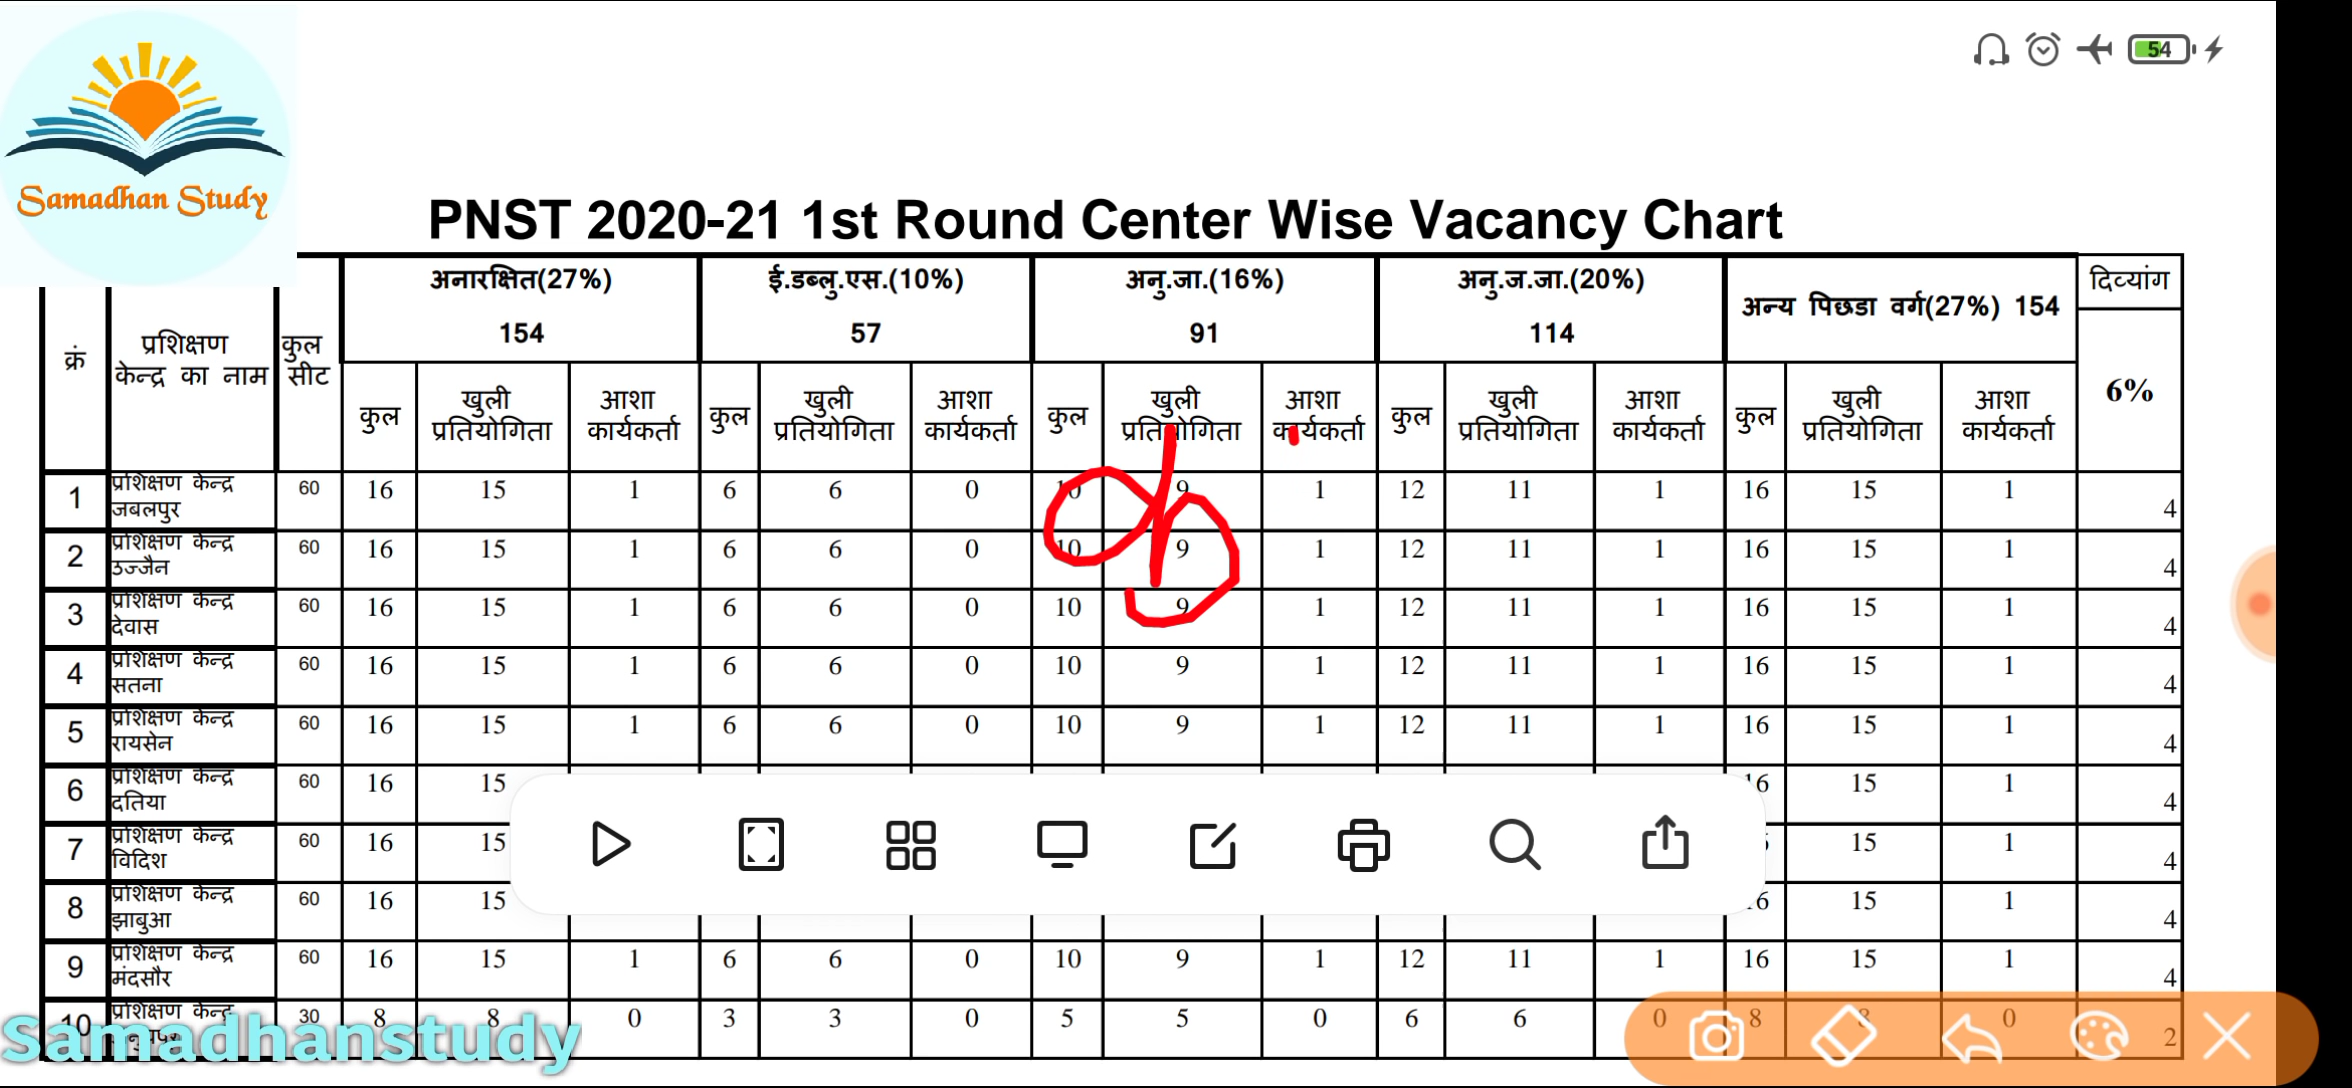 54
Samadhan Study
PNST 2020-21 1st Round Center Wise Vacancy Chart
क्रं प्रशिक्षण केन्द्र का नाम कुल सीट अनारक्षित(27%) 154 ई.डब्लु.एस.(10%) 57 अनु.जा.(16%) 91 अनु.ज.जा.(20%) 114 अन्य पिछडा वर्ग(27%) 154 दिव्यांग 6%
कुल खुली प्रतियोगिता आशा कार्यकर्ता कुल खुली प्रतियोगिता आशा कार्यकर्ता कुल खुली प्रतियोगिता आशा कार्यकर्ता कुल खुली प्रतियोगिता आशा कार्यकर्ता कुल खुली प्रतियोगिता आशा कार्यकर्ता
1 प्रशिक्षण केन्द्र जबलपुर 60 16 15 1 6 6 0 10 9 1 12 11 1 16 15 1 4
2 प्रशिक्षण केन्द्र उज्जैन 60 16 15 1 6 6 0 10 9 1 12 11 1 16 15 1 4
3 प्रशिक्षण केन्द्र देवास 60 16 15 1 6 6 0 10 9 1 12 11 1 16 15 1 4
4 प्रशिक्षण केन्द्र सतना 60 16 15 1 6 6 0 10 9 1 12 11 1 16 15 1 4
5 प्रशिक्षण केन्द्र रायसेन 60 16 15 1 6 6 0 10 9 1 12 11 1 16 15 1 4
6 प्रशिक्षण केन्द्र दतिया 60 16 15 16 15 1 4
7 प्रशिक्षण केन्द्र विदिश 60 16 15 15 1 4
8 प्रशिक्षण केन्द्र झाबुआ 60 16 15 16 15 1 4
9 प्रशिक्षण केन्द्र मंदसौर 60 16 15 1 6 6 0 10 9 1 12 11 1 16 15 1 4
10 प्रशिक्षण केन्द्र 30 8 8 0 3 3 0 5 5 0 6 6 0 8 8 0 2
Samadhanstudy